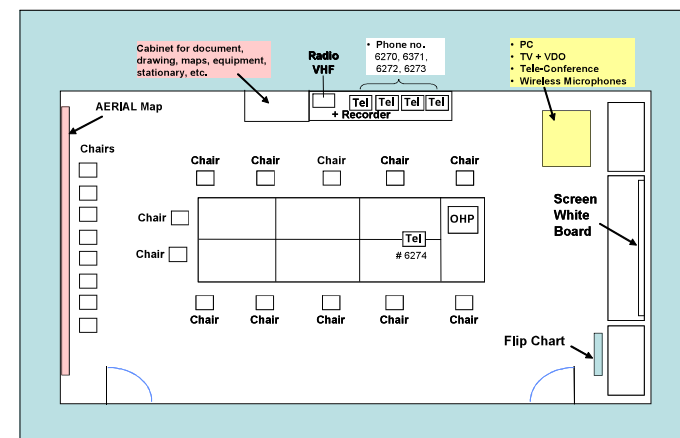 Cabinet for document,
drawing, maps, equipment,
stationary, etc.
Radio
VHF
• Phone no.
6270, 6371,
6272, 6273
• PC
• TV + VDO
• Tele-Conference
• Wireless Microphones
AERIAL Map
Tel Tel Tel Tel
+ Recorder
Chairs
Chair Chair Chair Chair Chair
Chair
OHP
Screen
White
Board
Tel
Chair
# 6274
Chair Chair Chair Chair Chair
Flip Chart